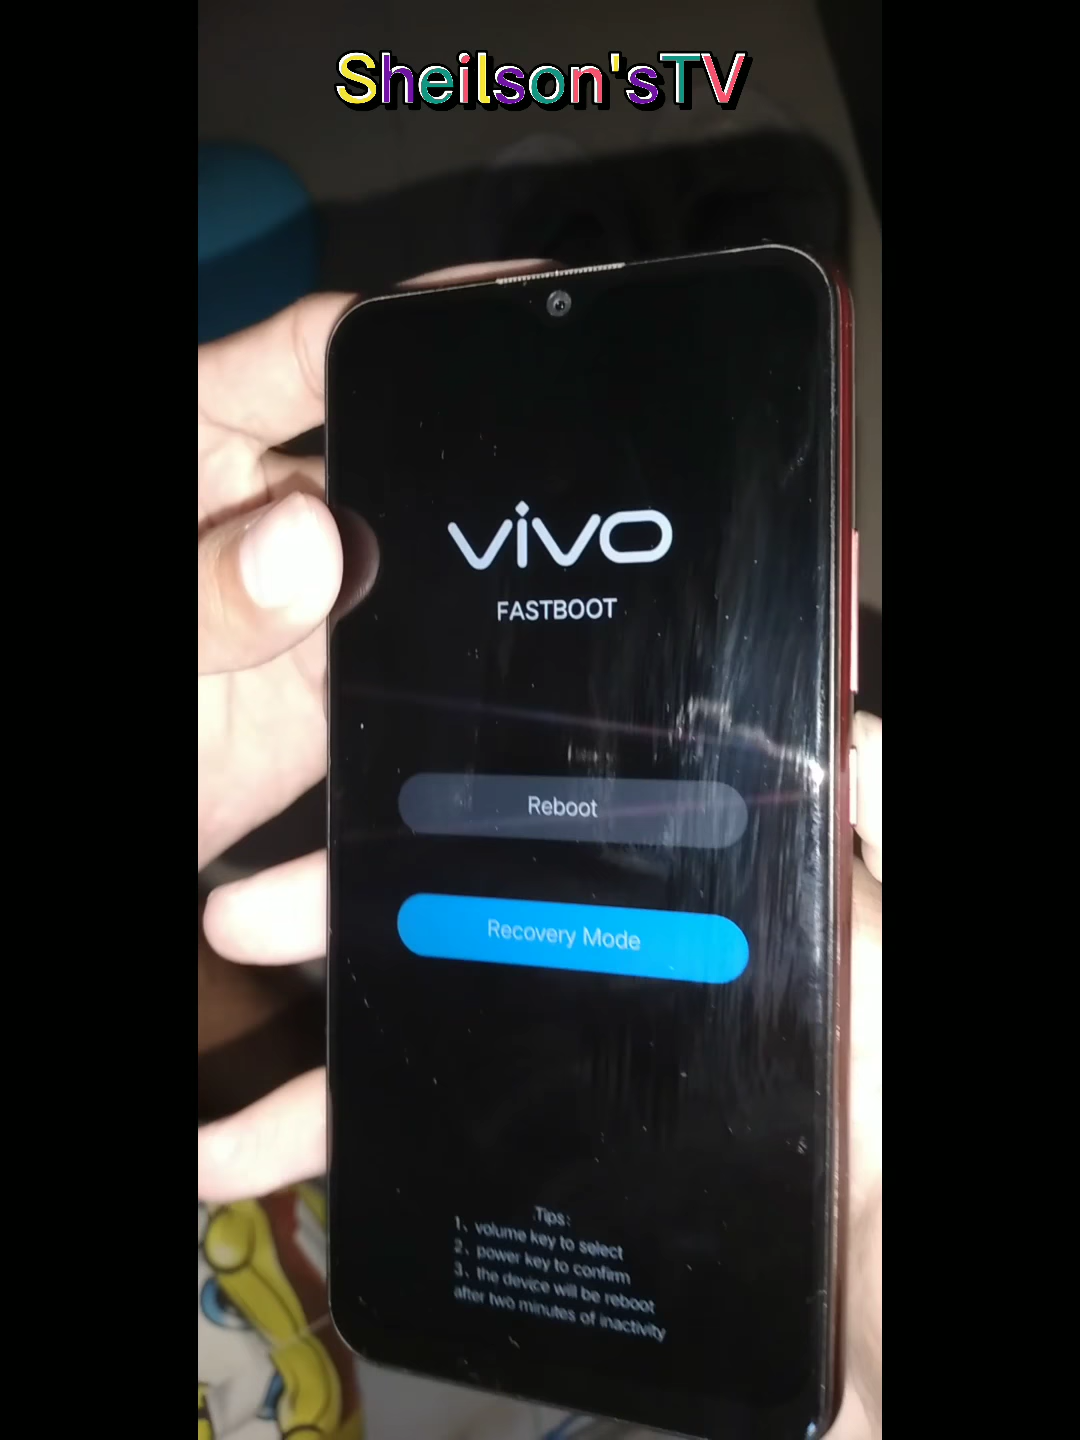 Sheilson'sTV
vivo
FASTBOOT
Reboot
Recovery Mode
Tips:
1、volume key to select
2、power key to confirm
3、the device will be reboot
after two minutes of inactivity